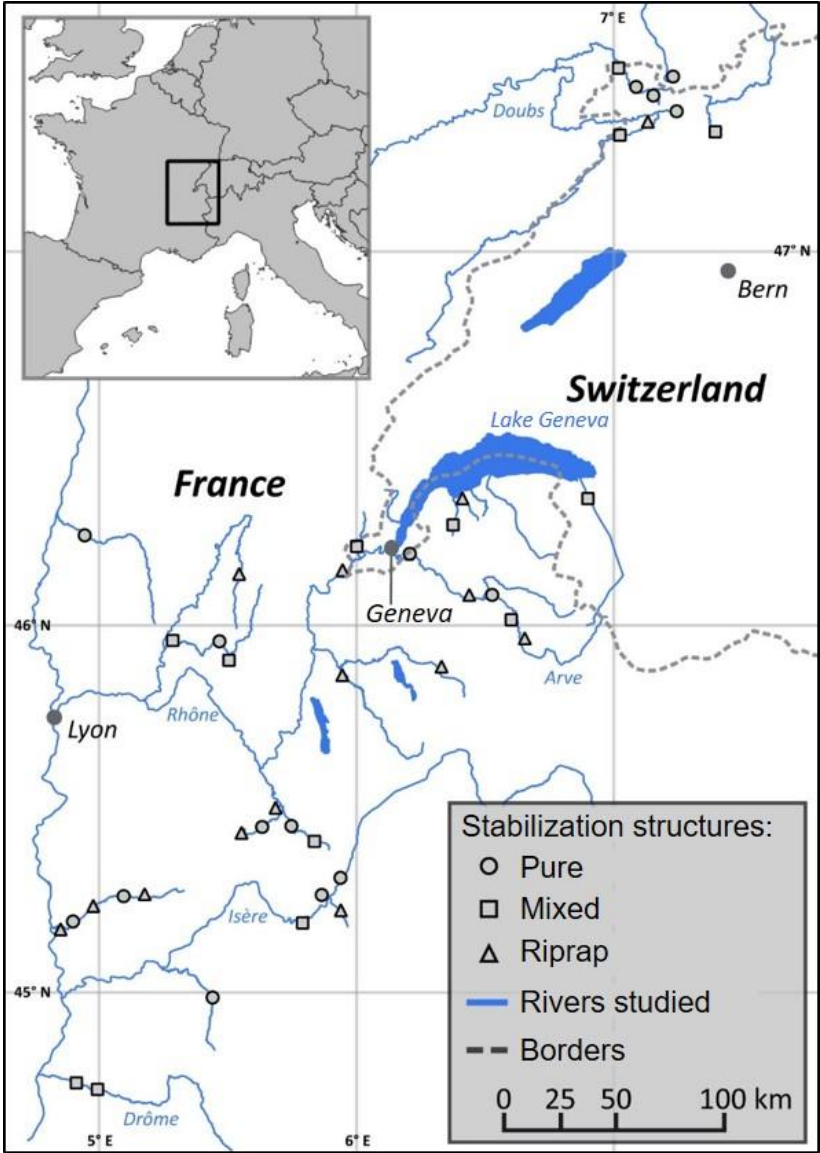 7° E
Doubs
47° N
Bern
Switzerland
Lake Geneva
France
Geneva
46° N
Arve
Rhône
Lyon
Stabilization structures:
Pure
Mixed
Riprap
Isère
45° N
Rivers studied
Borders
0 25 50 100 km
Drôme
5° E
6° E